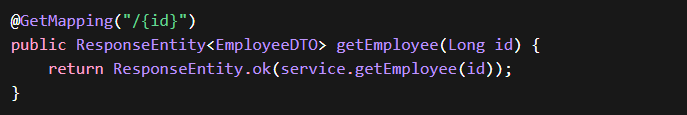 @GetMapping("/{id}")
public ResponseEntity<EmployeeDTO> getEmployee(Long id) {
    return ResponseEntity.ok(service.getEmployee(id));
}